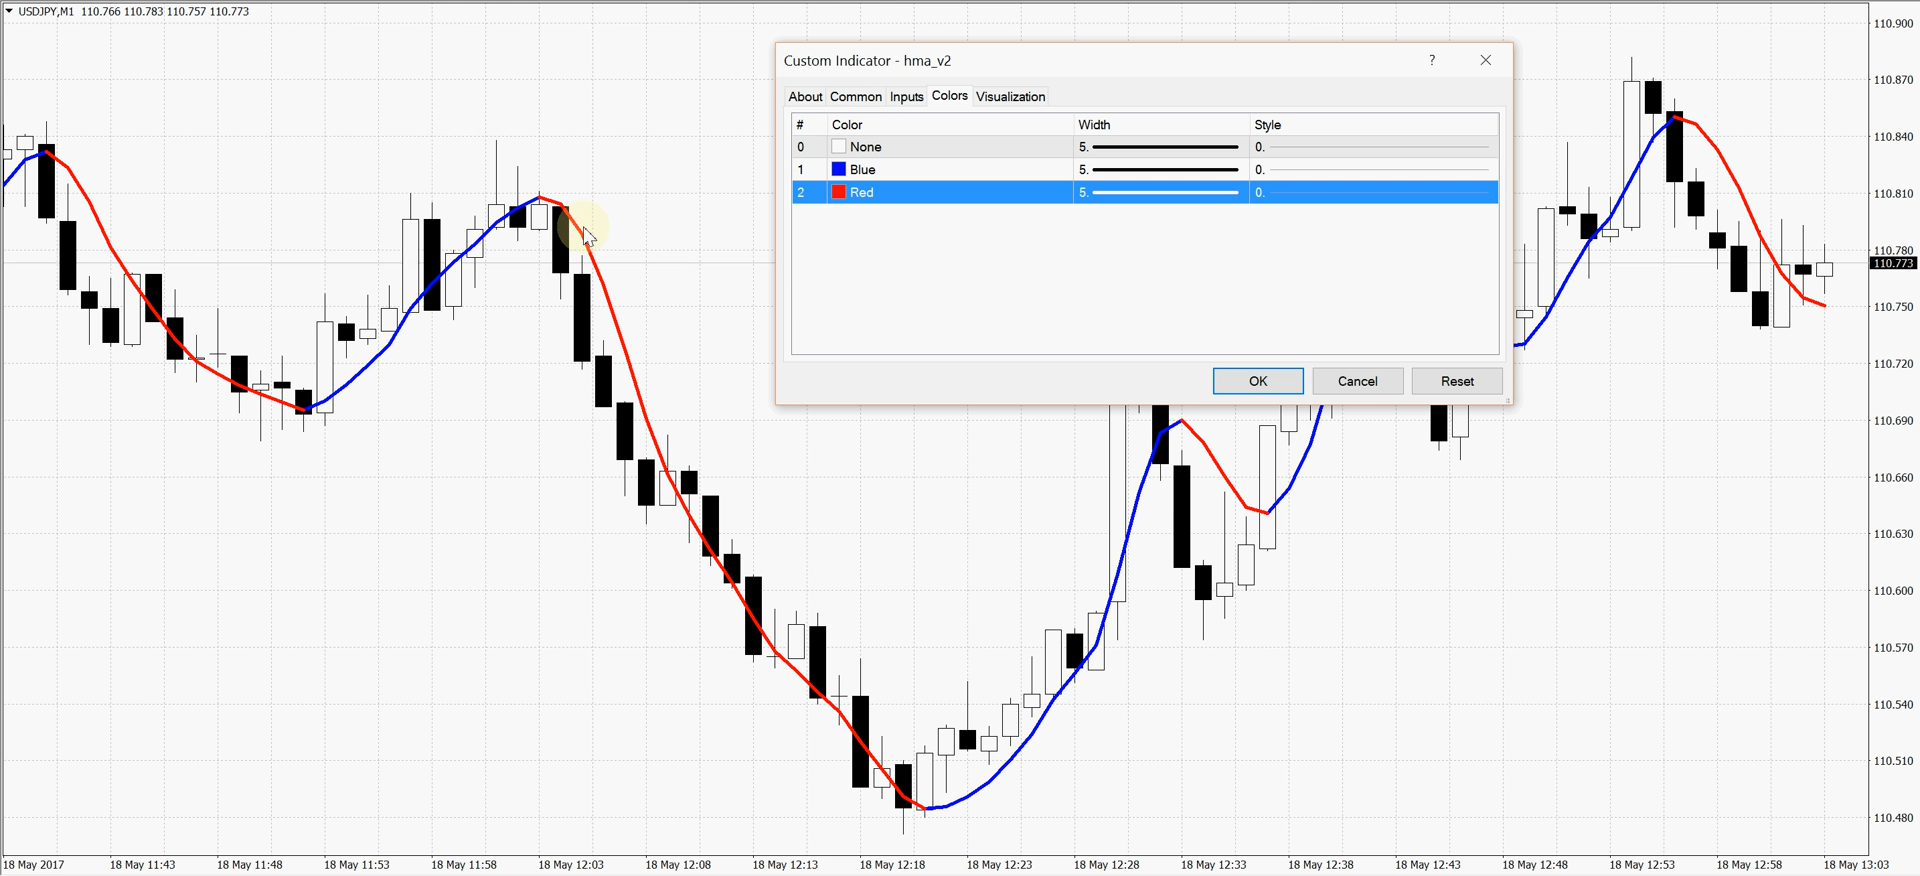 USDJPY,M1 110.766 110.783 110.757 110.773
110.900
Custom Indicator - hma_v2
?
About Common Inputs Colors Visualization
# Color Width Style
0 None 5. 0.
1 Blue 5. 0.
2 Red 5. 0.
OK Cancel Reset
110.870
110.840
110.810
110.780
110.773
110.750
110.720
110.690
110.660
110.630
110.600
110.570
110.540
110.510
110.480
18 May 2017 18 May 11:43 18 May 11:48 18 May 11:53 18 May 11:58 18 May 12:03 18 May 12:08 18 May 12:13 18 May 12:18 18 May 12:23 18 May 12:28 18 May 12:33 18 May 12:38 18 May 12:43 18 May 12:48 18 May 12:53 18 May 12:58 18 May 13:03